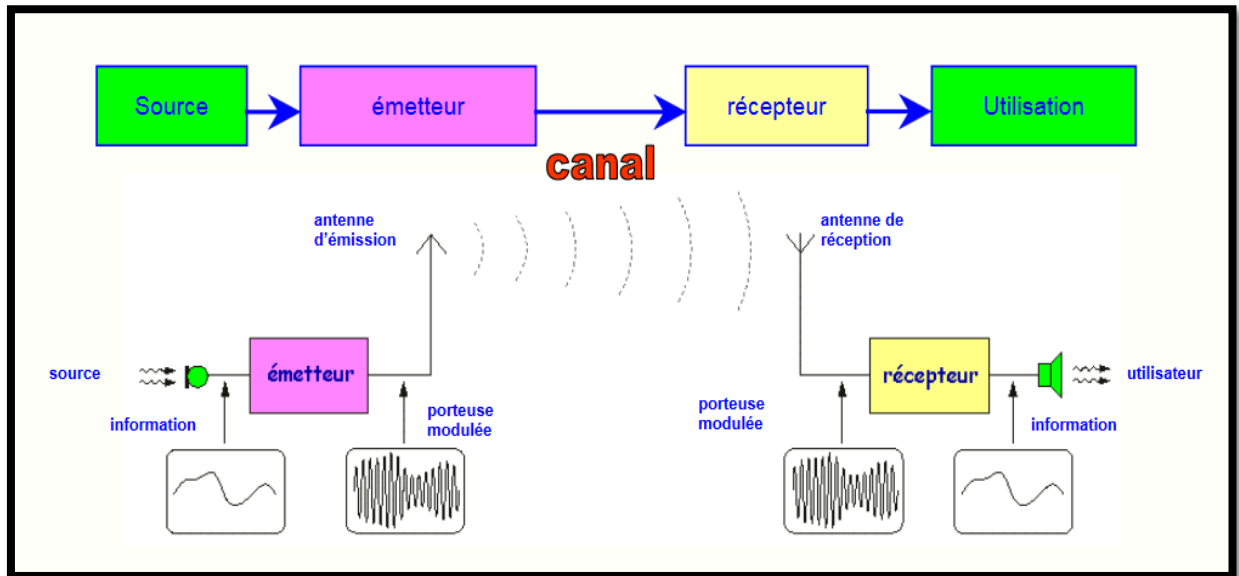 Source
émetteur
récepteur
Utilisation
canal
antenne
d'émission
antenne de
réception
source
émetteur
récepteur
utilisateur
information
porteuse
modulée
porteuse
modulée
information